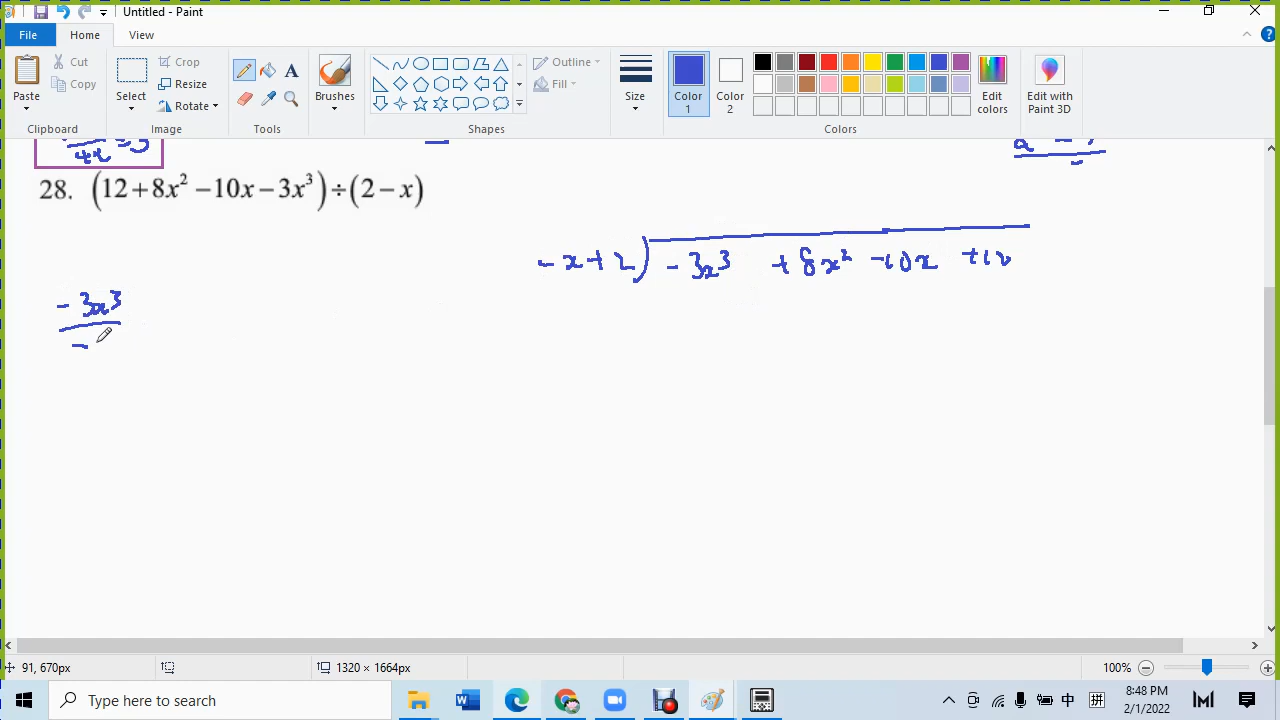 Untitled - Paint
File Home View
Cut
Copy
Paste
Select
Crop
Resize
Rotate
A
Brushes
Outline
Fill
Size
Color 1
Color 2
Edit colors
Edit with Paint 3D
Clipboard Image Tools Shapes Colors
4x
28. (12+8x² −10x−3x³)÷(2−x)
-x+2) -3x³ +8x² -10x +12
-3x³
-
91, 670px 1320 × 1664px 100%
Type here to search
中 拼
8:48 PM
2/1/2022